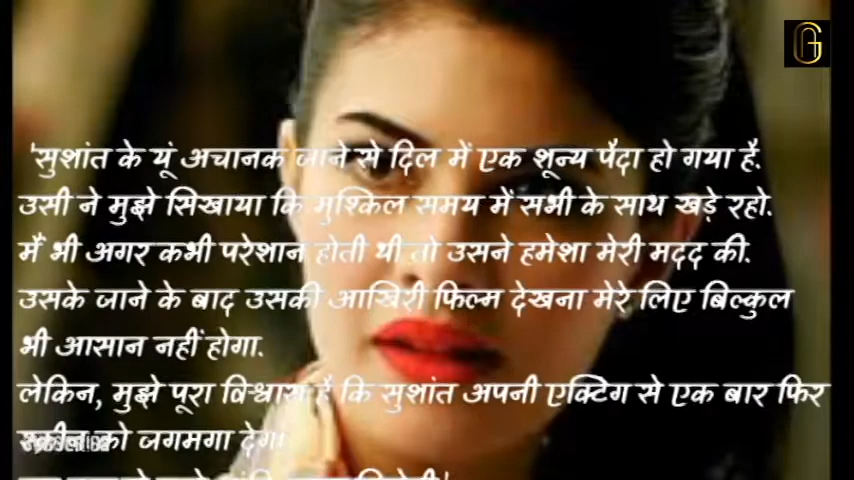 'सुशांत के यूं अचानक जाने से दिल में एक शून्य पैदा हो गया है.
उसी ने मुझे सिखाया कि मुश्किल समय में सभी के साथ खड़े रहो.
मैं भी अगर कभी परेशान होती थी तो उसने हमेशा मेरी मदद की.
उसके जाने के बाद उसकी आखिरी फिल्म देखना मेरे लिए बिल्कुल
भी आसान नहीं होगा.
लेकिन, मुझे पूरा विश्वास है कि सुशांत अपनी एक्टिग से एक बार फिर
को जगमगा देगा